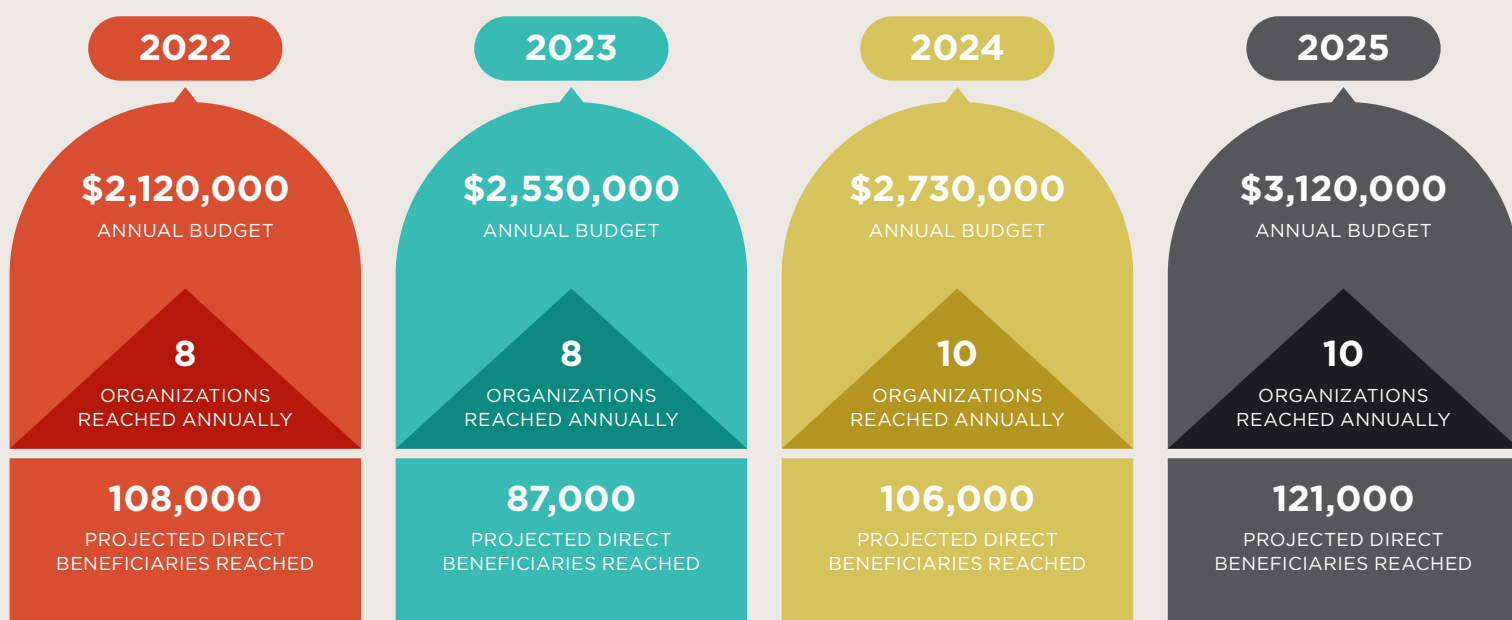 2022
$2,120,000
ANNUAL BUDGET
8
ORGANIZATIONS
REACHED ANNUALLY
108,000
PROJECTED DIRECT
BENEFICIARIES REACHED
2023
$2,530,000
ANNUAL BUDGET
8
ORGANIZATIONS
REACHED ANNUALLY
87,000
PROJECTED DIRECT
BENEFICIARIES REACHED
2024
$2,730,000
ANNUAL BUDGET
10
ORGANIZATIONS
REACHED ANNUALLY
106,000
PROJECTED DIRECT
BENEFICIARIES REACHED
2025
$3,120,000
ANNUAL BUDGET
10
ORGANIZATIONS
REACHED ANNUALLY
121,000
PROJECTED DIRECT
BENEFICIARIES REACHED